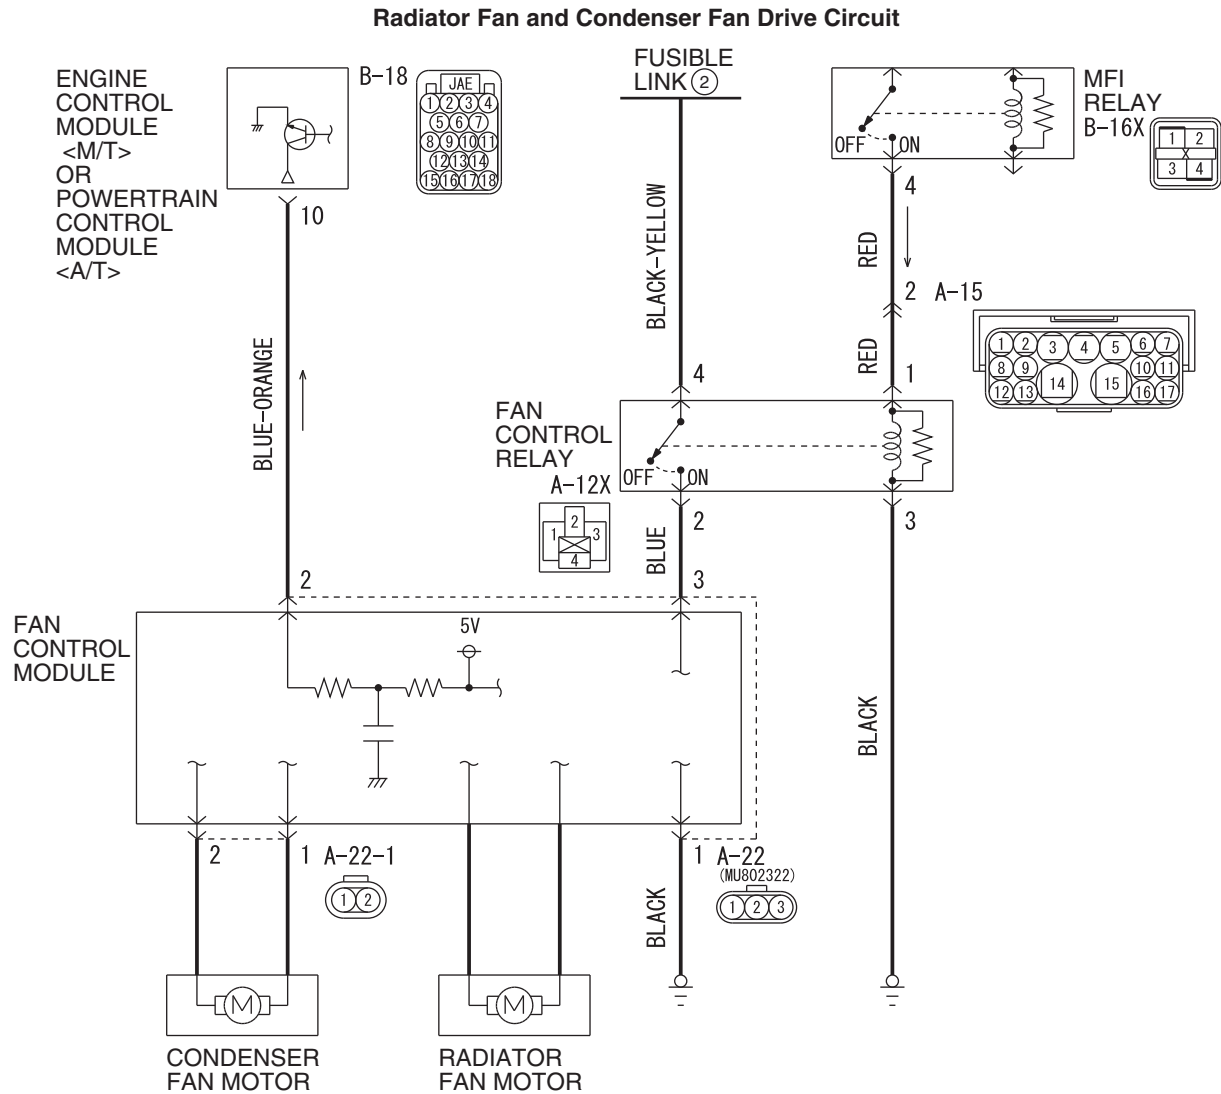 Radiator Fan and Condenser Fan Drive Circuit
ENGINE
CONTROL
MODULE
<M/T>
OR
POWERTRAIN
CONTROL
MODULE
<A/T>
B-18
JAE
1 2 3 4
5 6 7
8 9 10 11
12 13 14
15 16 17 18
10
FUSIBLE
LINK 2
MFI
RELAY
B-16X
OFF ON
1 2
X
3 4
4
BLACK-YELLOW
RED
2 A-15
RED
1 2 3 4 5 6 7
8 9 10 11
14 15
12 13 16 17
BLUE-ORANGE
4
1
FAN
CONTROL
RELAY
OFF ON
A-12X
2
1 3
4
2
3
BLUE
2
3
FAN
CONTROL
MODULE
5V
BLACK
2
1 A-22-1
1 2
1 A-22
(MU802322)
1 2 3
BLACK
M
M
CONDENSER
FAN MOTOR
RADIATOR
FAN MOTOR